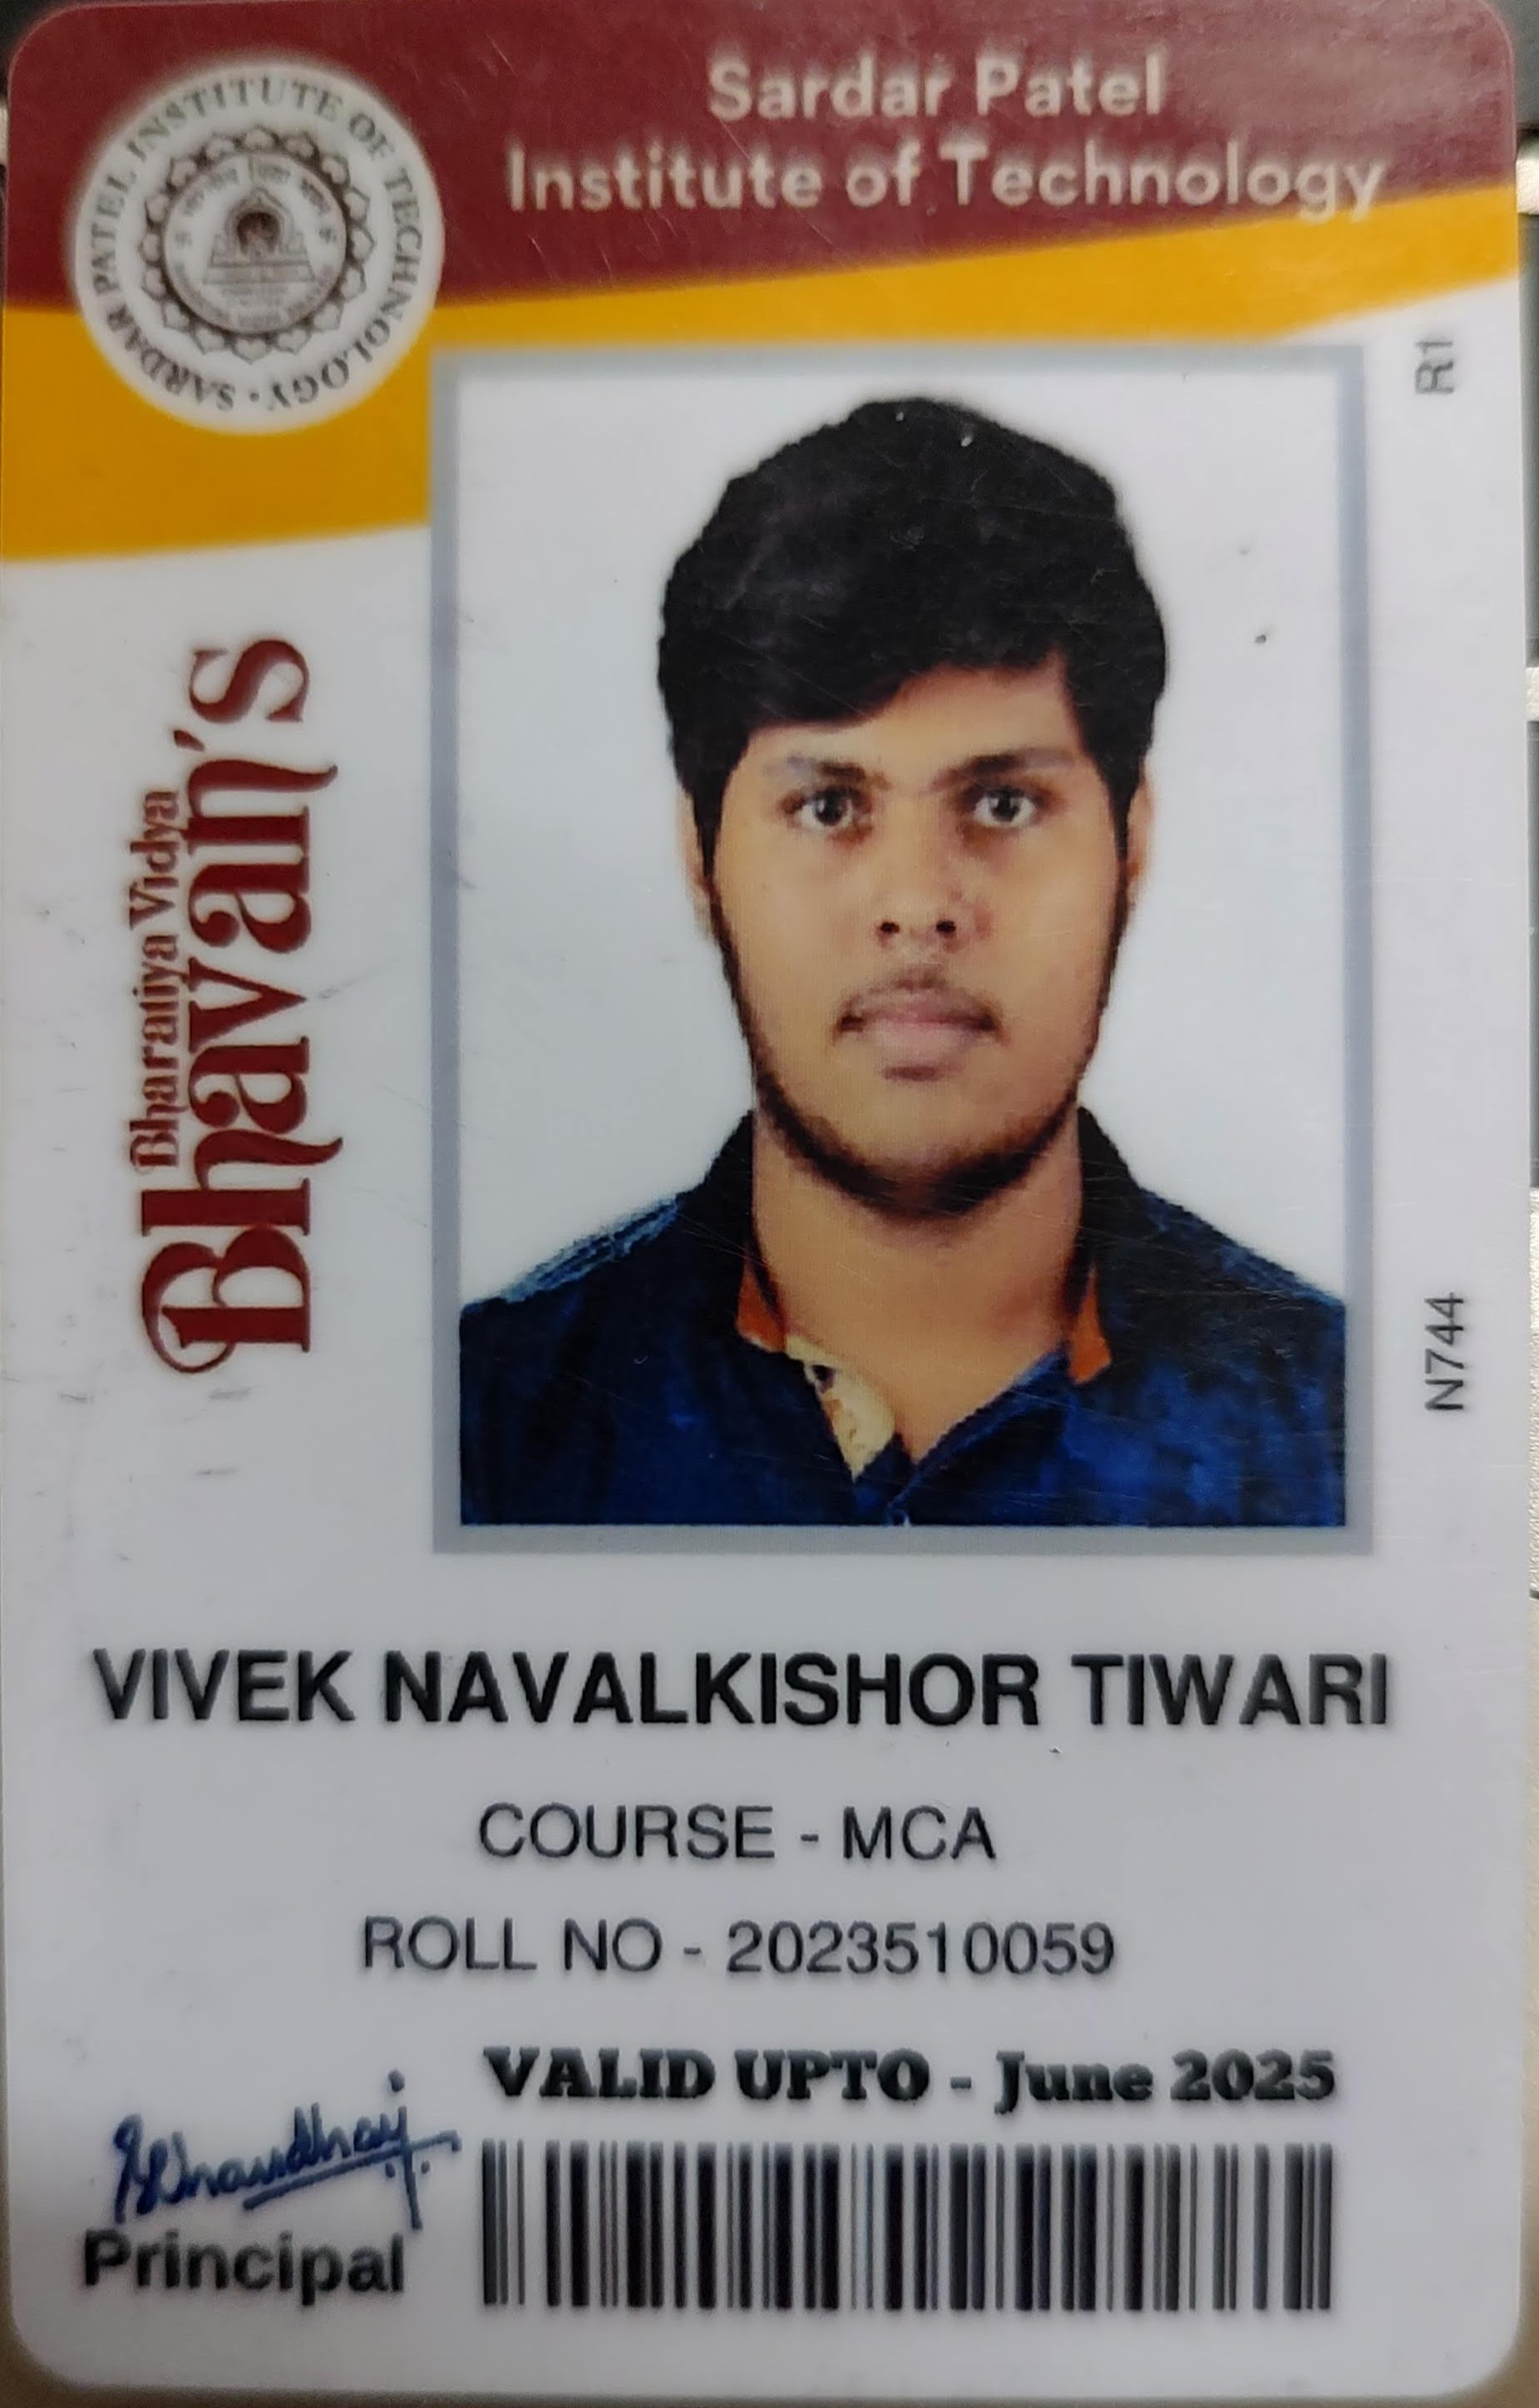 Sardar Patel
Institute of Technology
SARDAR PATEL INSTITUTE OF TECHNOLOGY
R1
Bharatiya Vidya
Bhavan's
N744
VIVEK NAVALKISHOR TIWARI
COURSE - MCA
ROLL NO - 2023510059
VALID UPTO - June 2025
Principal